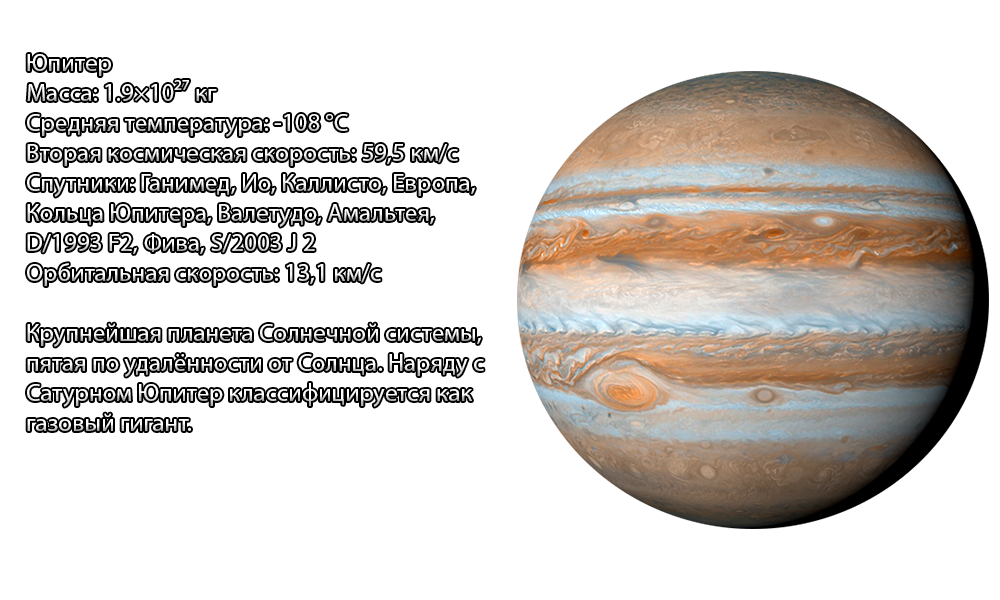 Юпитер
Масса: 1.9×10²⁷ кг
Средняя температура: -108 °C
Вторая космическая скорость: 59,5 км/с
Спутники: Ганимед, Ио, Каллисто, Европа,
Кольца Юпитера, Валетудо, Амальтея,
D/1993 F2, Фива, S/2003 J 2
Орбитальная скорость: 13,1 км/с
Крупнейшая планета Солнечной системы,
пятая по удалённости от Солнца. Наряду с
Сатурном Юпитер классифицируется как
газовый гигант.